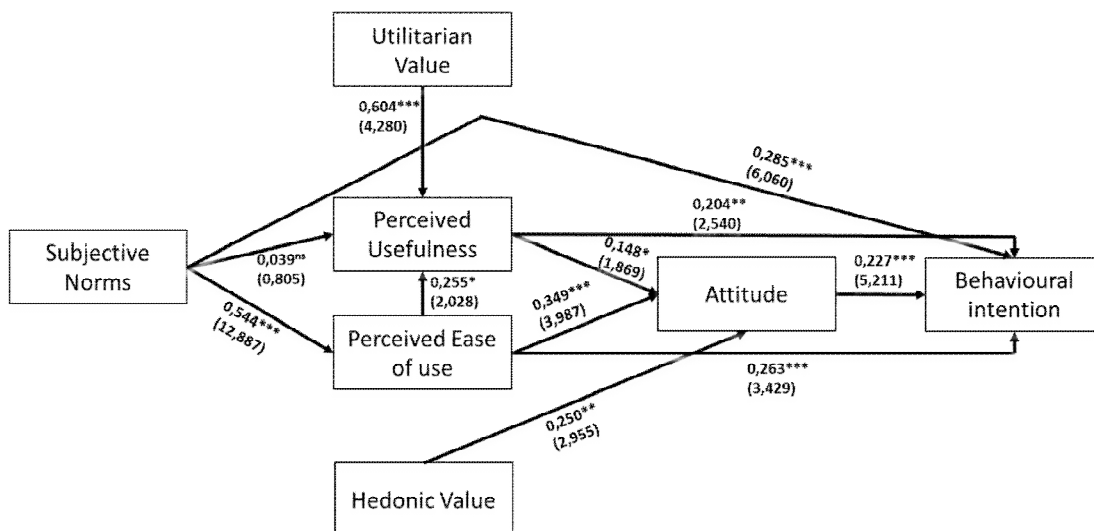 Utilitarian
Value
0,604***
(4,280)
0,285***
(6,060)
0,204**
(2,540)
Subjective
Norms
Perceived
Usefulness
0,039ns
(0,805)
0,148*
(1,869)
0,227***
(5,211)
Behavioural
intention
Attitude
0,255*
(2,028)
0,349***
(3,987)
0,544***
(12,887)
Perceived Ease
of use
0,263***
(3,429)
0,250**
(2,955)
Hedonic Value